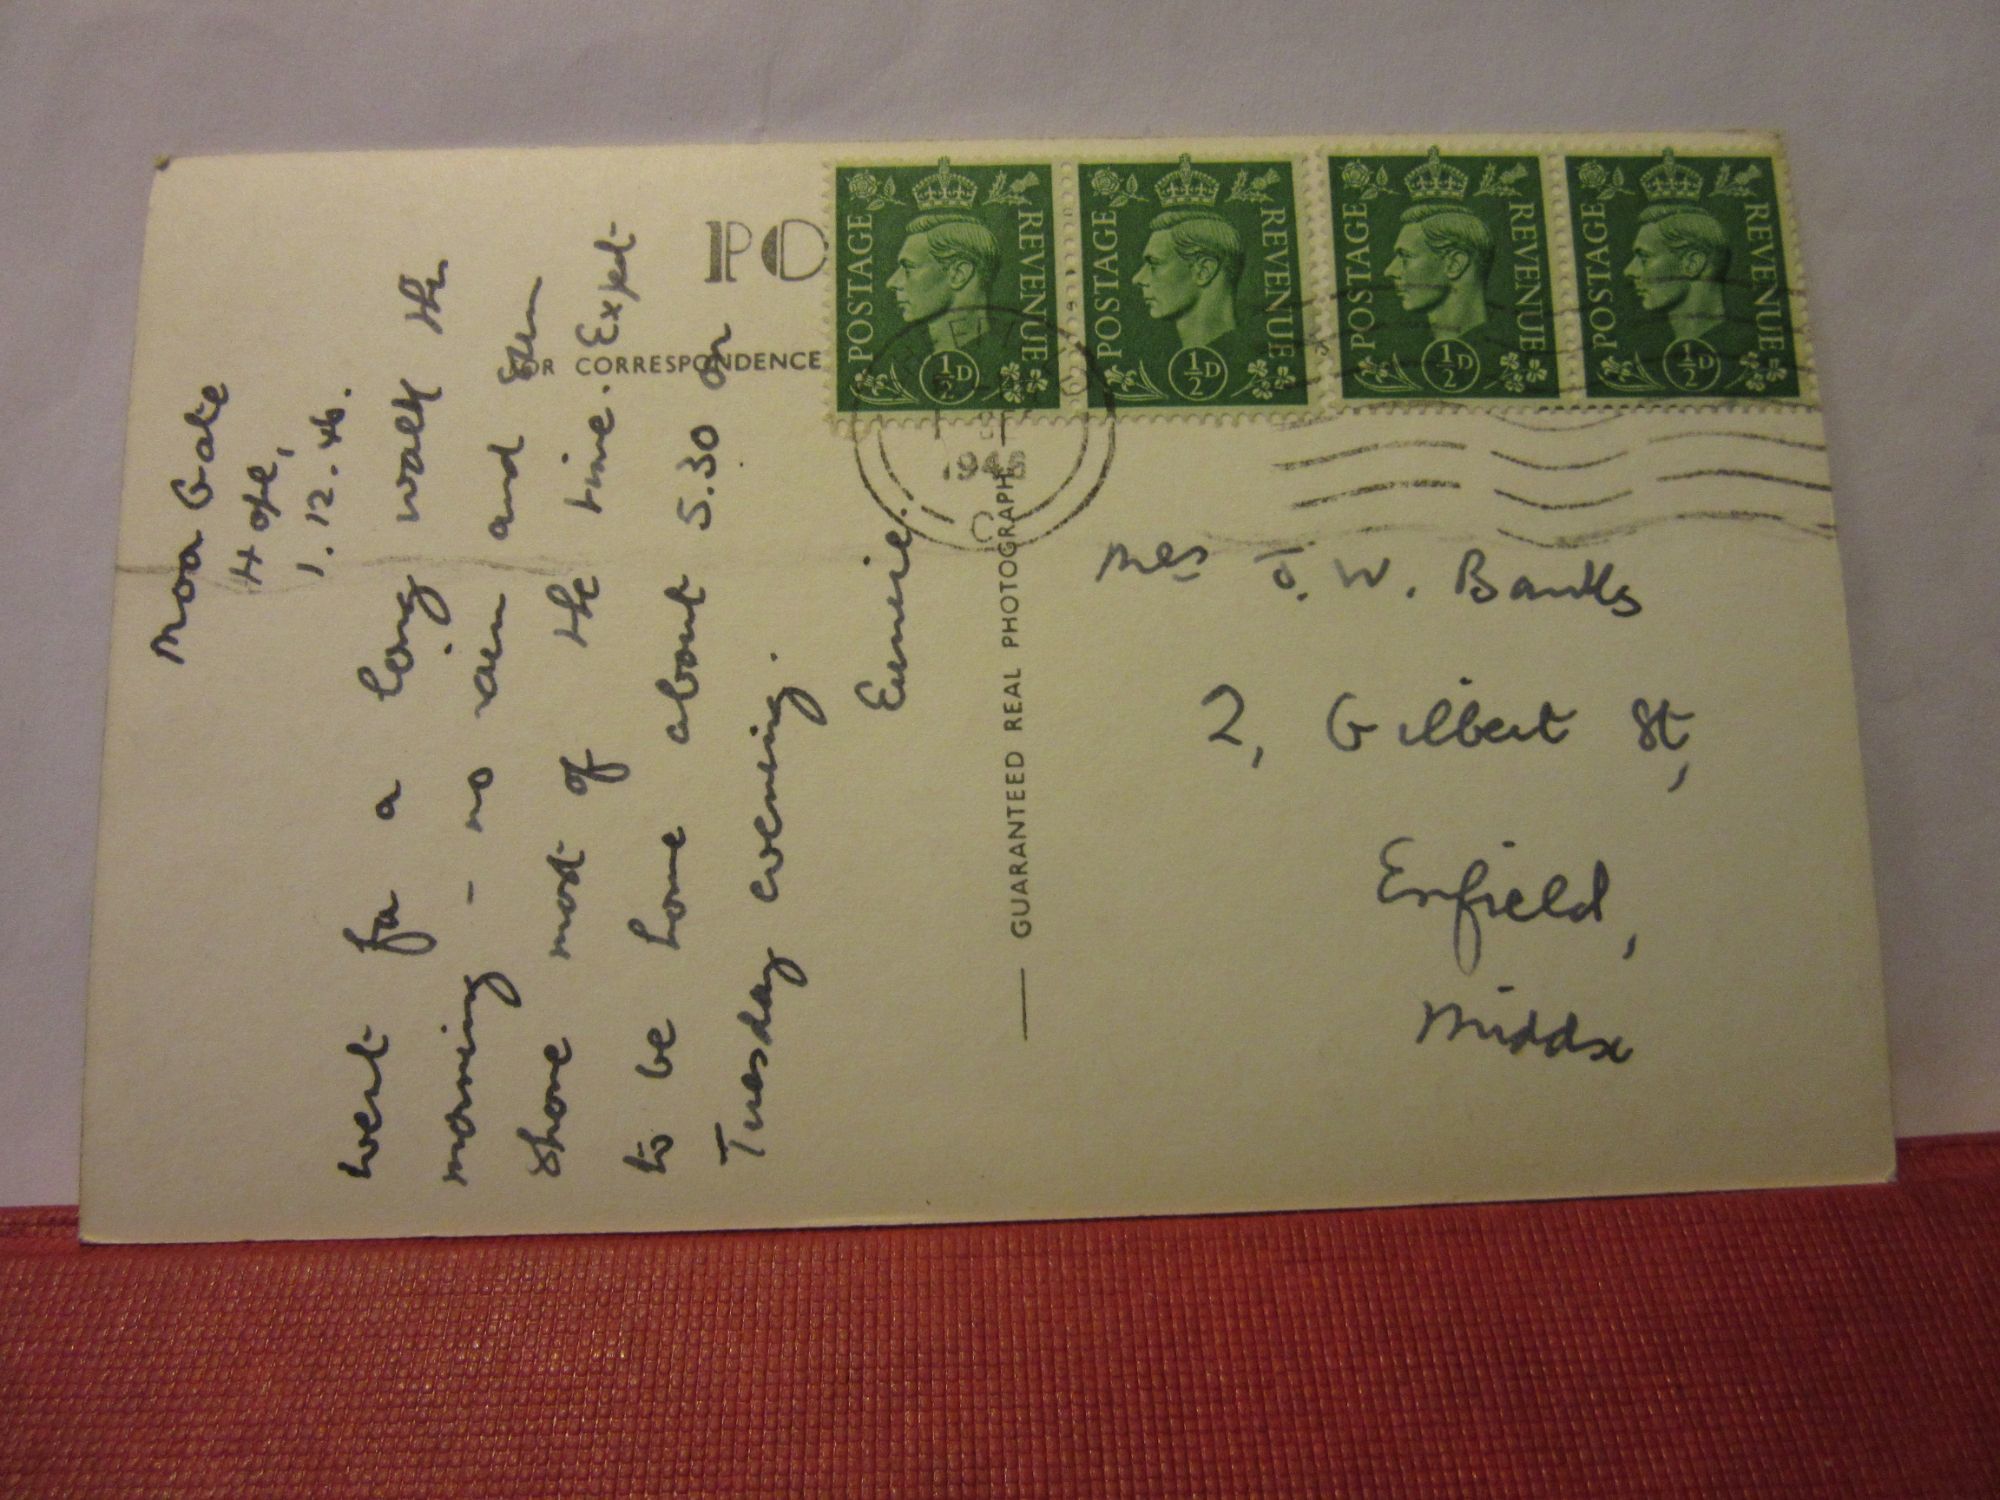 Moor Gate
Hope,
1.12.46.
Went for a long walk this
morning - no rain and sun
shone most of the time. Expect
to be home about 5.30 on
Tuesday evening.
Eunice.
PO
FOR CORRESPONDENCE
GUARANTEED REAL PHOTOGRAPH
POSTAGE REVENUE ½D
POSTAGE REVENUE ½D
POSTAGE REVENUE ½D
POSTAGE REVENUE ½D
Mrs J. W. Banks
2, Gilbert St,
Enfield,
Middx